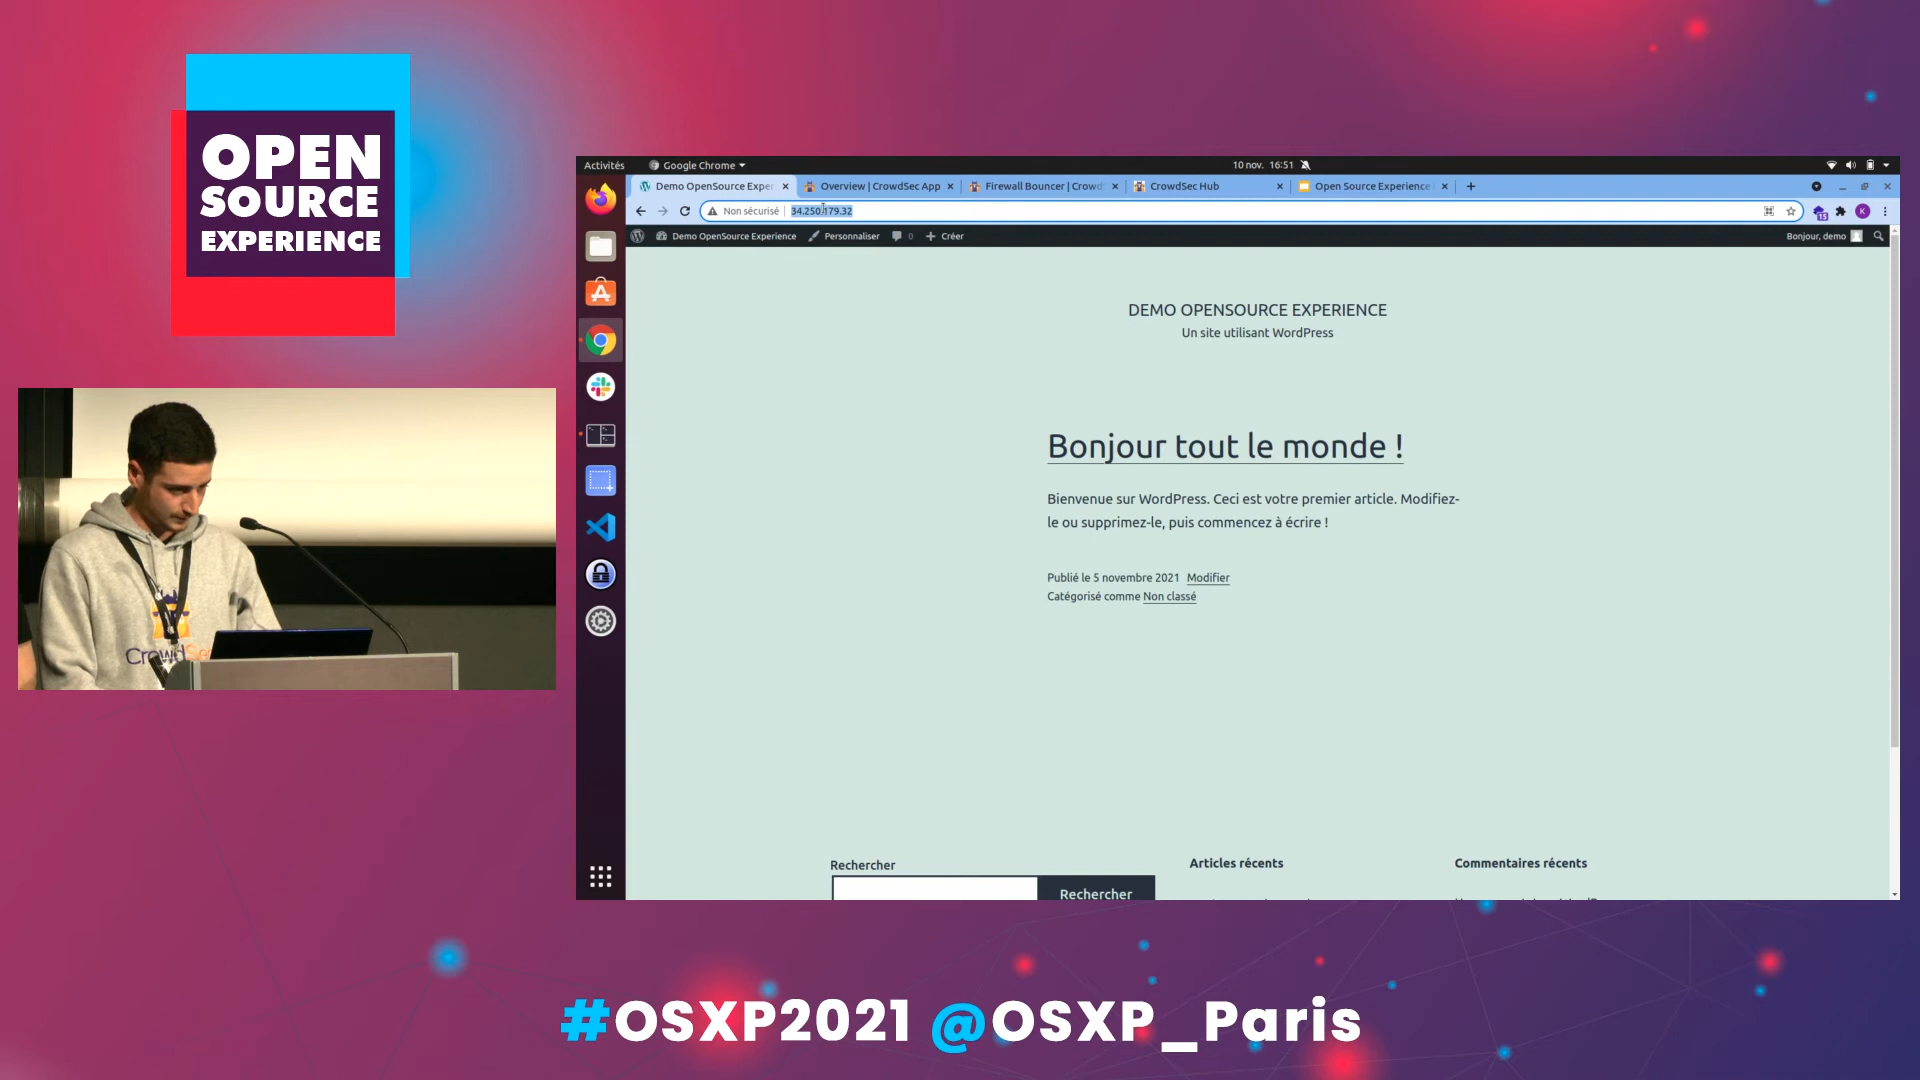 OPEN
SOURCE
EXPERIENCE
Activités
Google Chrome
10 nov. 16:51
Demo OpenSource Exper
Overview | CrowdSec App
Firewall Bouncer | Crowd
CrowdSec Hub
Open Source Experience
Non sécurisé
34.250.179.32
15
K
Demo OpenSource Experience
Personnaliser
0
Créer
Bonjour, demo
DEMO OPENSOURCE EXPERIENCE
Un site utilisant WordPress
Bonjour tout le monde !
Bienvenue sur WordPress. Ceci est votre premier article. Modifiez-
le ou supprimez-le, puis commencez à écrire !
Publié le 5 novembre 2021 Modifier
Catégorisé comme Non classé
Rechercher
Rechercher
Articles récents
Commentaires récents
#OSXP2021 @OSXP_Paris